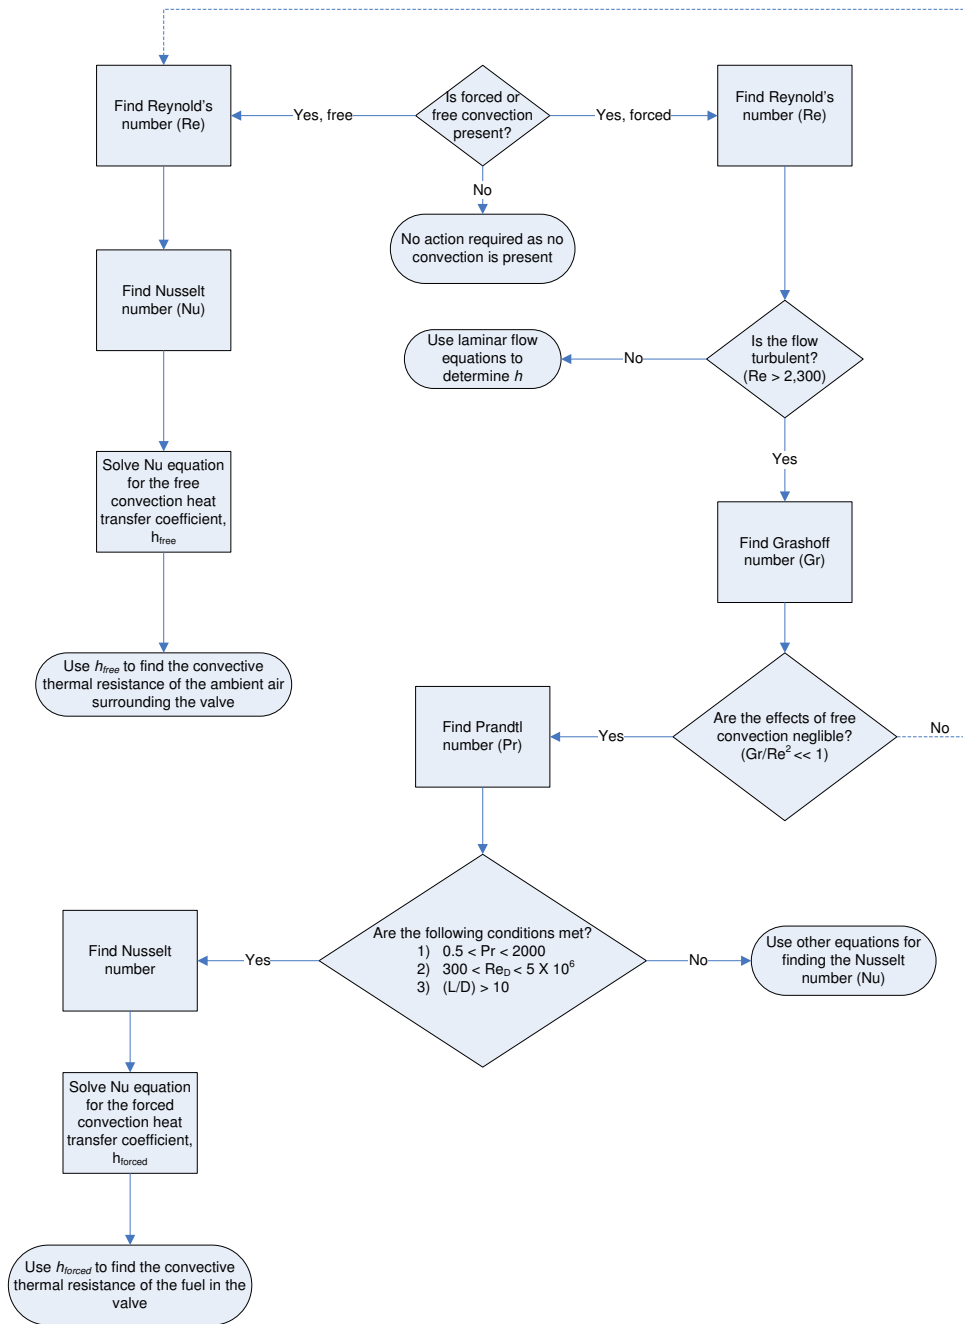 Find Reynold's
number (Re)
Yes, free
Is forced or
free convection
present?
Yes, forced
Find Reynold's
number (Re)
No
No action required as no
convection is present
Find Nusselt
number (Nu)
Use laminar flow
equations to
determine h
No
Is the flow
turbulent?
(Re > 2,300)
Yes
Solve Nu equation
for the free
convection heat
transfer coefficient,
hfree
Find Grashoff
number (Gr)
Use hfree to find the convective
thermal resistance of the ambient air
surrounding the valve
Find Prandtl
number (Pr)
Yes
Are the effects of free
convection neglible?
(Gr/Re² << 1)
No
Find Nusselt
number
Yes
Are the following conditions met?
1) 0.5 < Pr < 2000
2) 300 < ReD < 5 X 10⁶
3) (L/D) > 10
No
Use other equations for
finding the Nusselt
number (Nu)
Solve Nu equation
for the forced
convection heat
transfer coefficient,
hforced
Use hforced to find the convective
thermal resistance of the fuel in the
valve